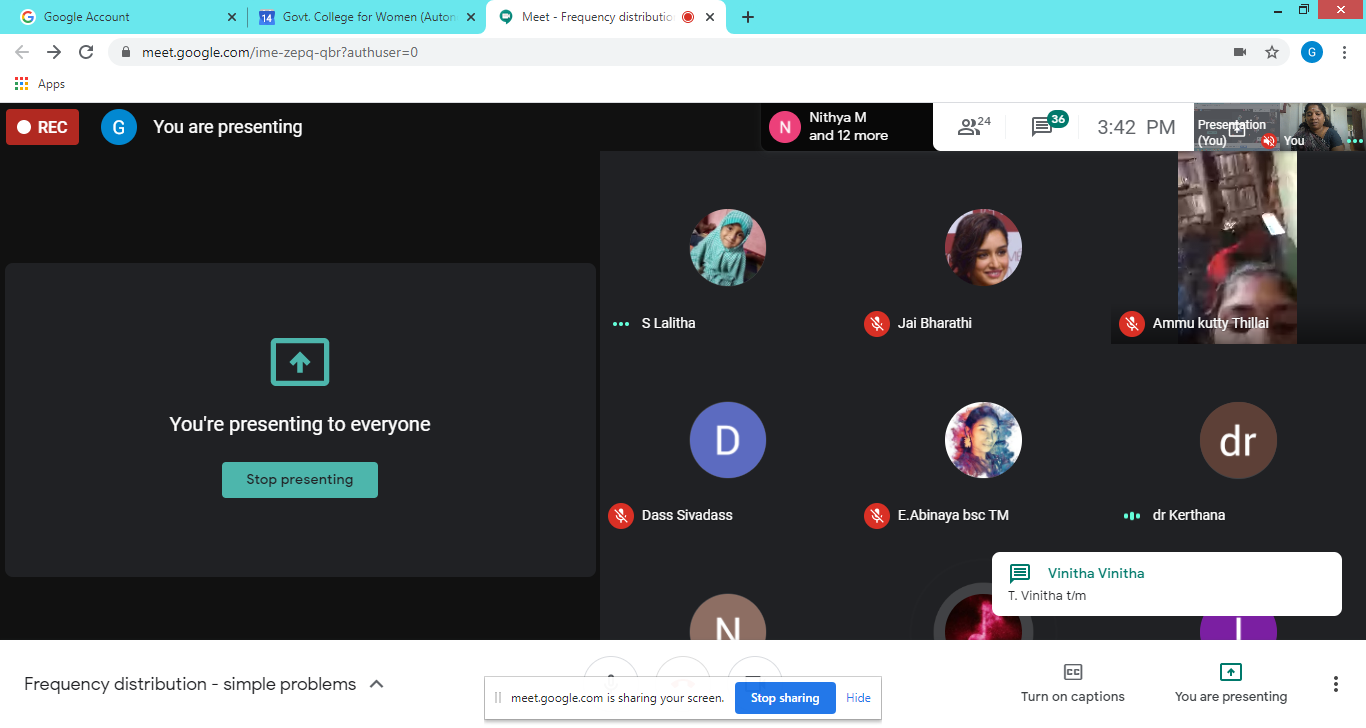 Google Account
14
Govt. College for Women (Auton
Meet - Frequency distributio
meet.google.com/ime-zepq-qbr?authuser=0
G
Apps
REC
G
You are presenting
N
Nithya M
and 12 more
24
36
3:42 PM
Presentation
(You)
You
S Lalitha
Jai Bharathi
Ammu kutty Thillai
You're presenting to everyone
Stop presenting
D
dr
Dass Sivadass
E.Abinaya bsc TM
dr Kerthana
Vinitha Vinitha
T. Vinitha t/m
N
Frequency distribution - simple problems
meet.google.com is sharing your screen.
Stop sharing
Hide
CC
Turn on captions
You are presenting